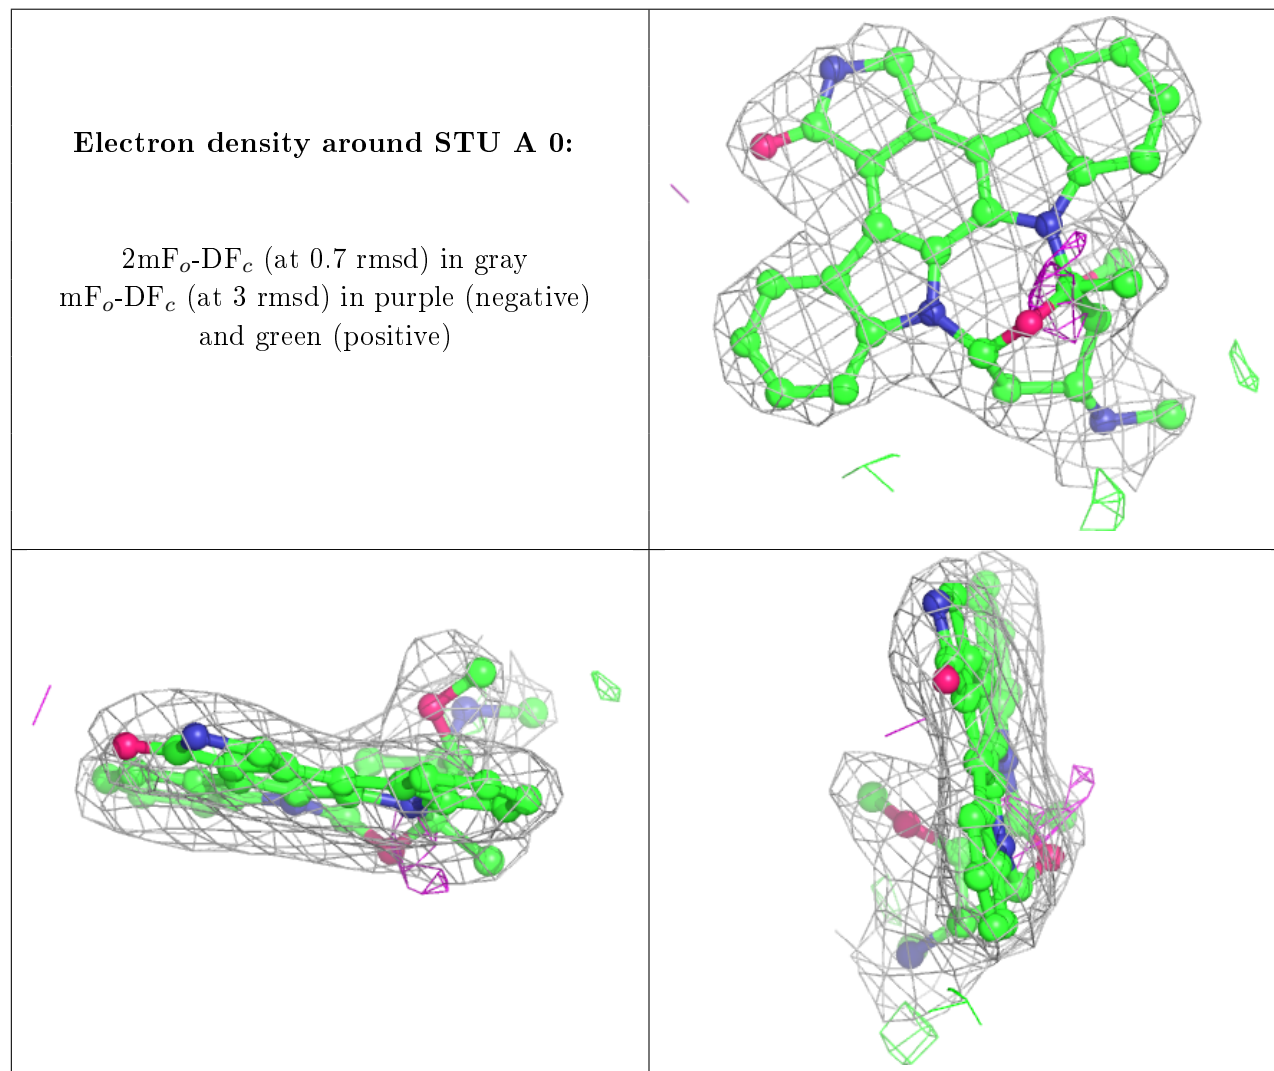 Electron density around STU A 0:
2mFo-DFc (at 0.7 rmsd) in gray
mFo-DFc (at 3 rmsd) in purple (negative)
and green (positive)